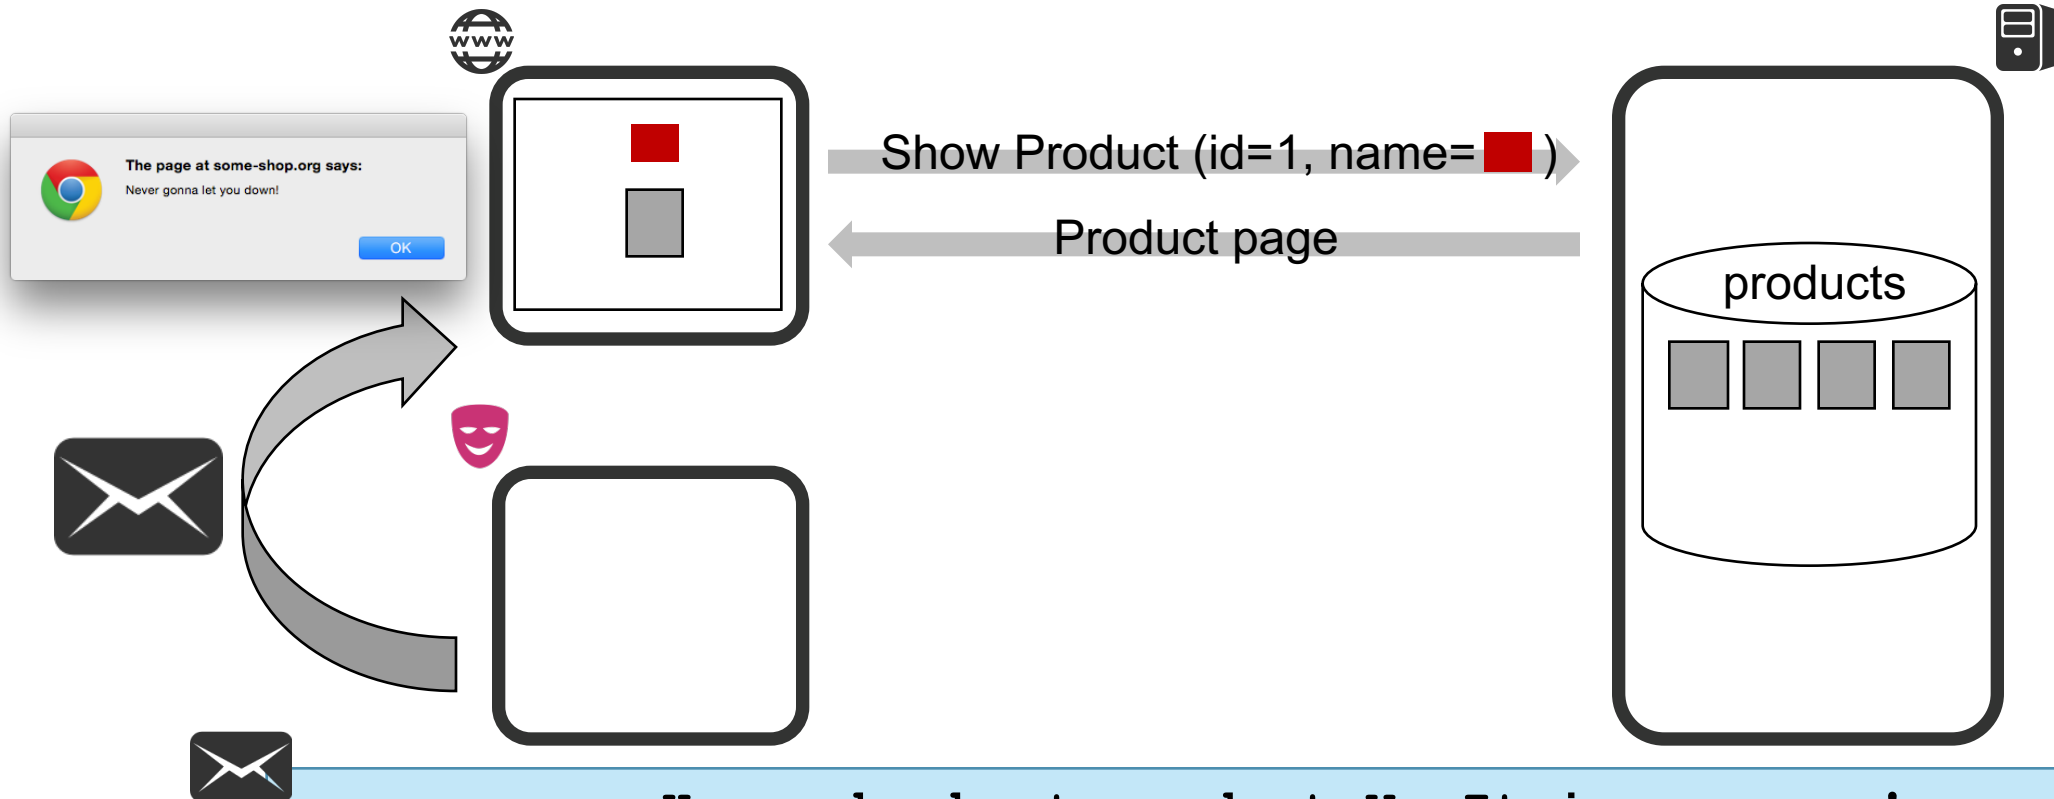 www
The page at some-shop.org says:
Never gonna let you down!
OK
Show Product (id=1, name= )
Product page
products